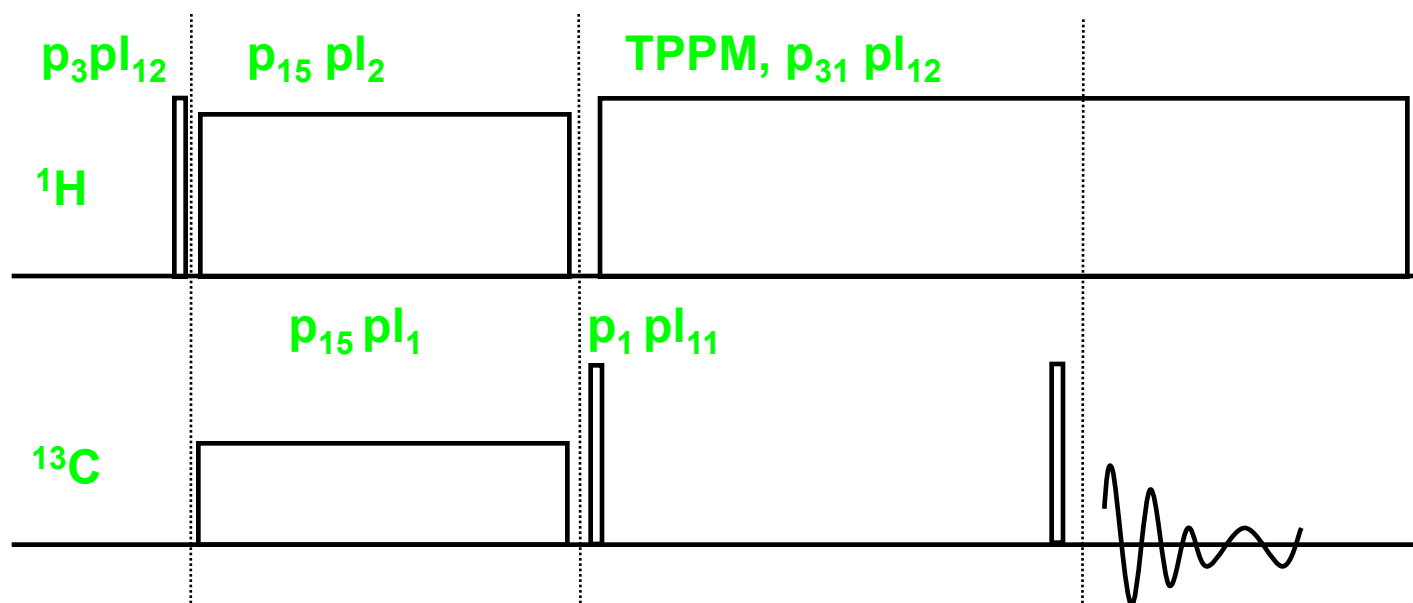 p₃pl₁₂ p₁₅ pl₂ TPPM, p₃₁ pl₁₂
¹H
p₁₅ pl₁ p₁ pl₁₁
¹³C